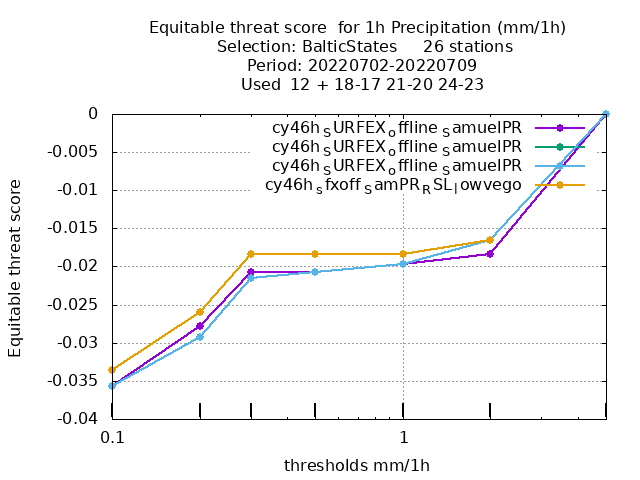 Equitable threat score  for 1h Precipitation (mm/1h)
Selection: BalticStates     26 stations
Period: 20220702-20220709
Used  12 + 18-17 21-20 24-23
0
-0.005
-0.01
-0.015
-0.02
-0.025
-0.03
-0.035
-0.04
Equitable threat score
cy46h_SURFEX_offline_SamuelPR
cy46h_SURFEX_offline_SamuelPR
cy46h_SURFEX_offline_SamuelPR
cy46h_sfxoff_SamPR_RSL_lowvego
0.1
1
thresholds mm/1h